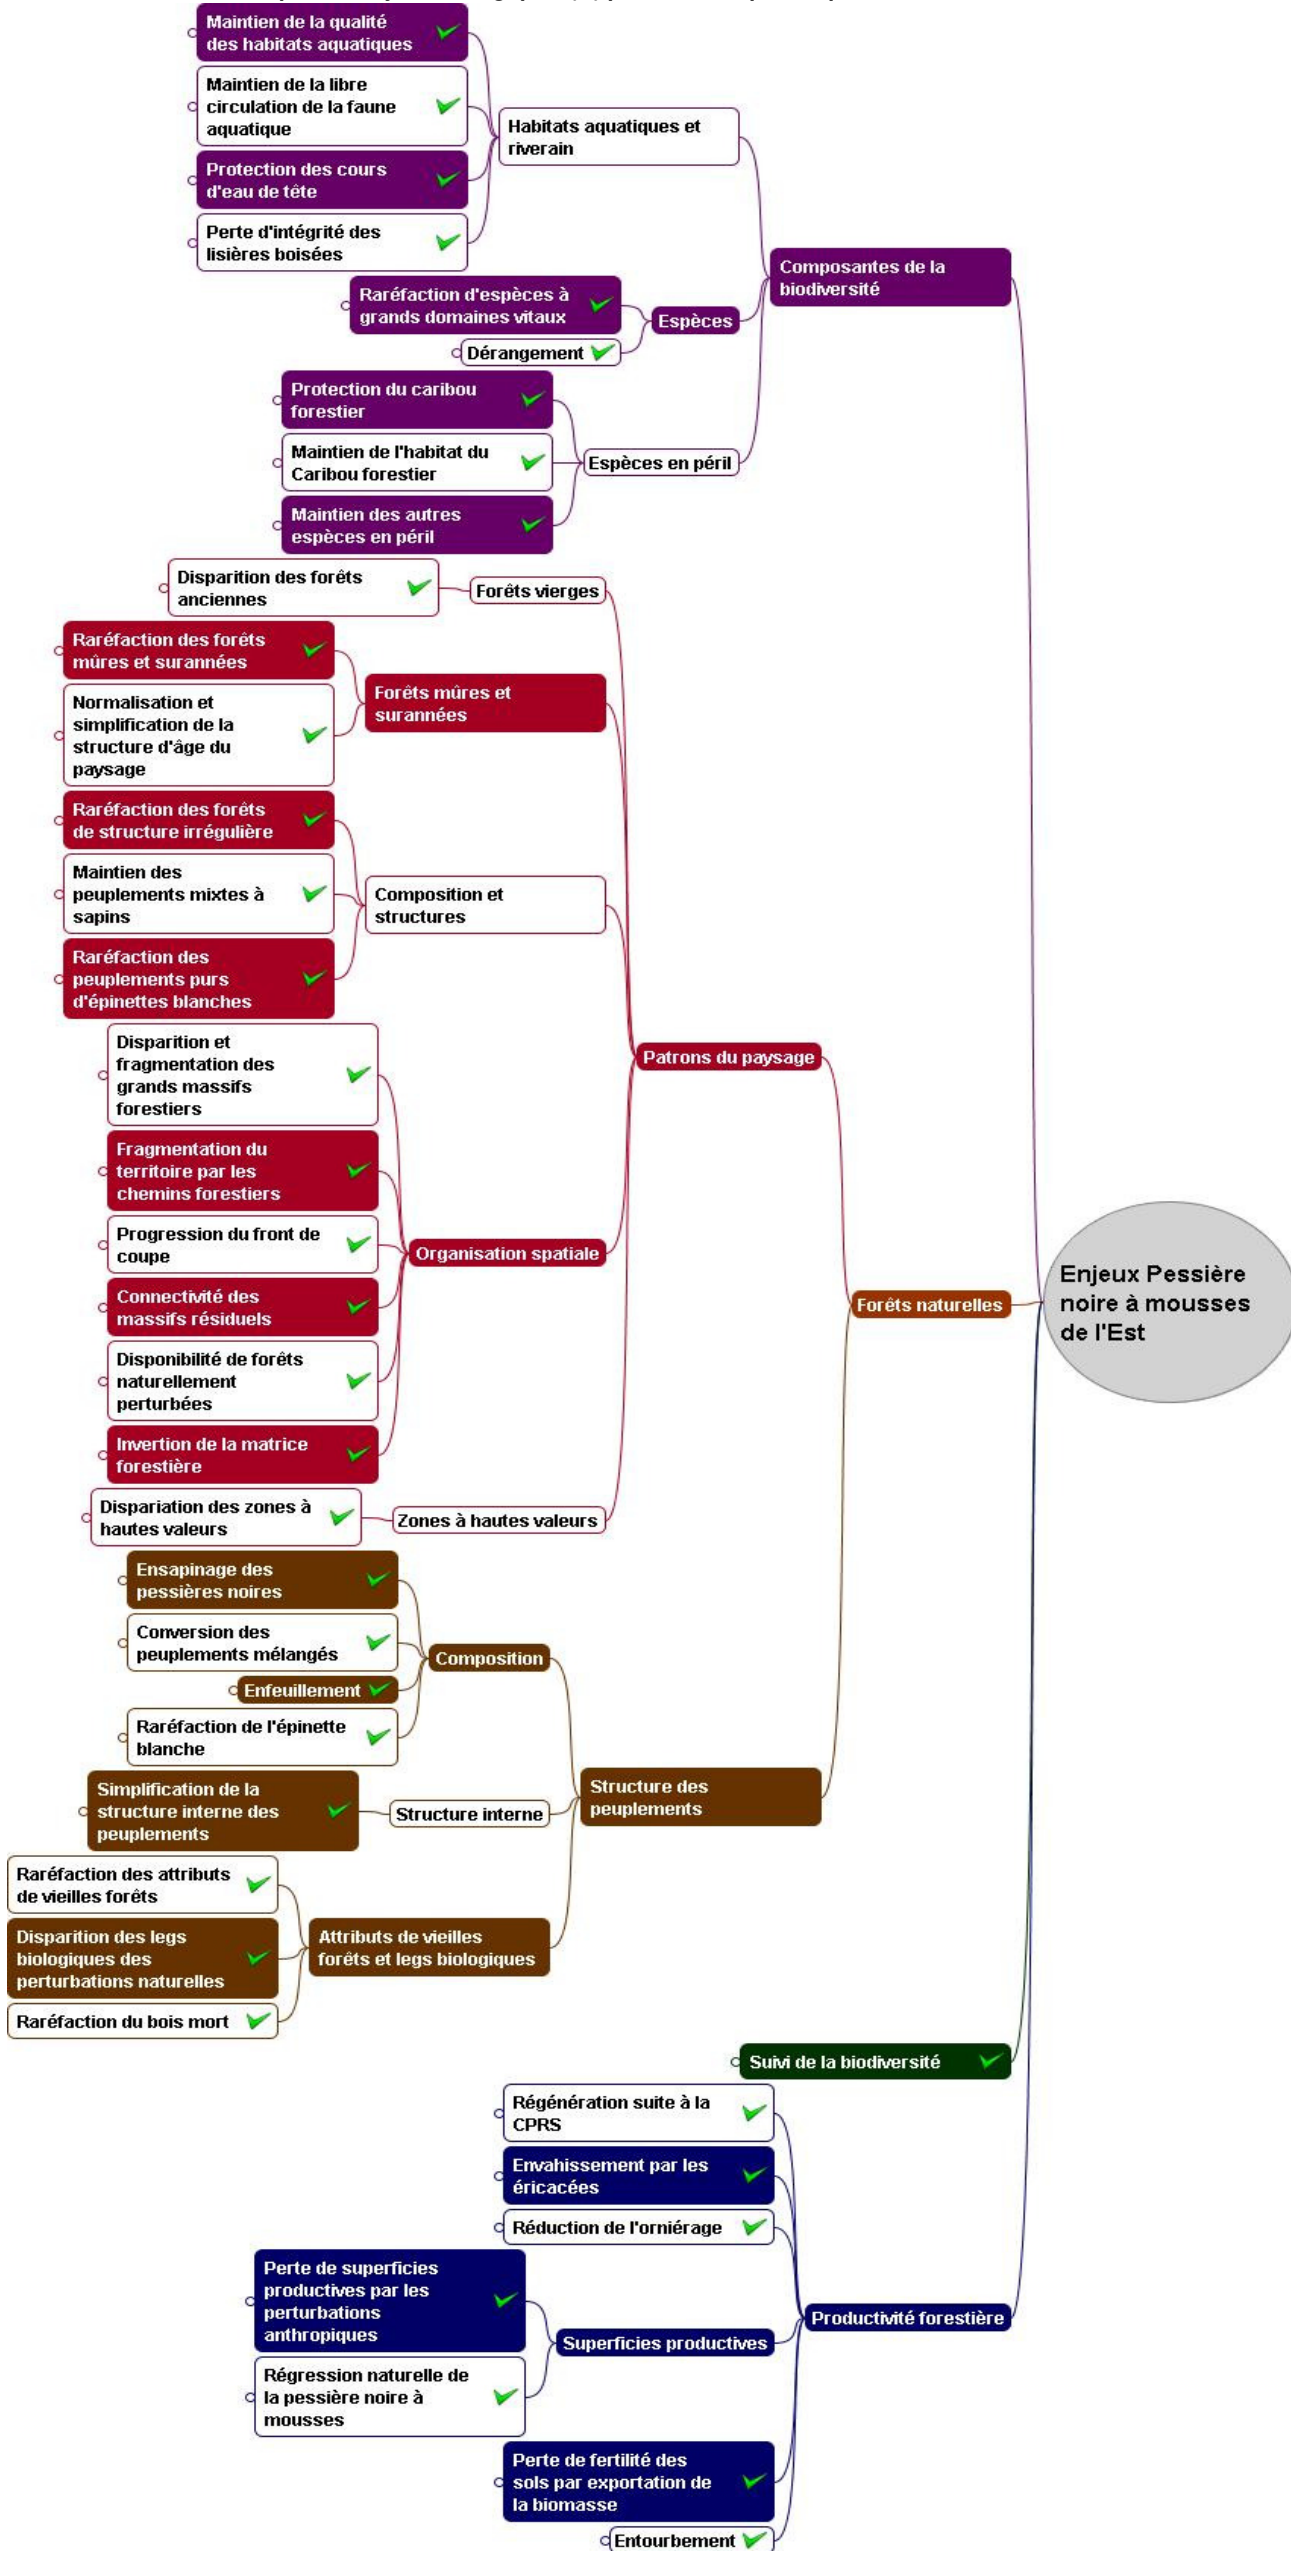 Maintien de la qualité
des habitats aquatiques
Maintien de la libre
circulation de la faune
aquatique
Habitats aquatiques et
riverain
Protection des cours
d'eau de tête
Perte d'intégrité des
lisières boisées
Composantes de la
biodiversité
Raréfaction d'espèces à
grands domaines vitaux
Espèces
Dérangement
Protection du caribou
forestier
Maintien de l'habitat du
Caribou forestier
Espèces en péril
Maintien des autres
espèces en péril
Disparition des forêts
anciennes
Forêts vierges
Raréfaction des forêts
mûres et surannées
Forêts mûres et
surannées
Normalisation et
simplification de la
structure d'âge du
paysage
Raréfaction des forêts
de structure irrégulière
Maintien des
peuplements mixtes à
sapins
Composition et
structures
Raréfaction des
peuplements purs
d'épinettes blanches
Disparition et
fragmentation des
grands massifs
forestiers
Patrons du paysage
Fragmentation du
territoire par les
chemins forestiers
Progression du front de
coupe
Organisation spatiale
Connectivité des
massifs résiduels
Forêts naturelles
Enjeux Pessière
noire à mousses
de l'Est
Disponibilité de forêts
naturellement
perturbées
Invertion de la matrice
forestière
Dispariation des zones à
hautes valeurs
Zones à hautes valeurs
Ensapinage des
pessières noires
Conversion des
peuplements mélangés
Composition
Enfeuillement
Raréfaction de l'épinette
blanche
Simplification de la
structure interne des
peuplements
Structure interne
Structure des
peuplements
Raréfaction des attributs
de vieilles forêts
Disparition des legs
biologiques des
perturbations naturelles
Attributs de vieilles
forêts et legs biologiques
Raréfaction du bois mort
Suivi de la biodiversité
Régénération suite à la
CPRS
Envahissement par les
éricacées
Réduction de l'orniérage
Perte de superficies
productives par les
perturbations
anthropiques
Superficies productives
Productivité forestière
Régression naturelle de
la pessière noire à
mousses
Perte de fertilité des
sols par exportation de
la biomasse
Entourbement